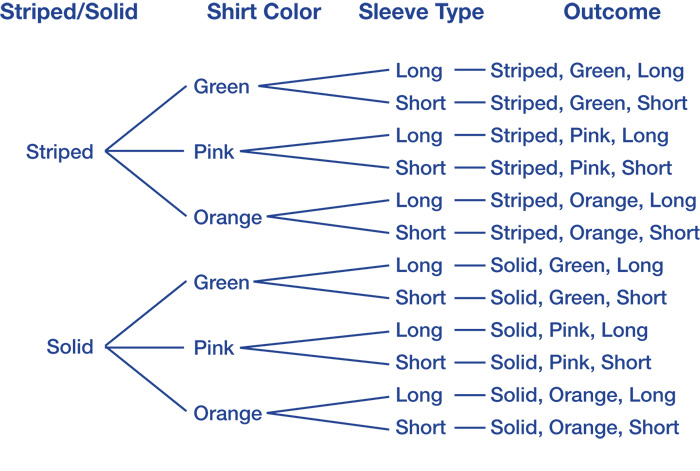 Striped/Solid Shirt Color Sleeve Type Outcome
Long Striped, Green, Long
Green
Short Striped, Green, Short
Long Striped, Pink, Long
Striped Pink
Short Striped, Pink, Short
Long Striped, Orange, Long
Orange
Short Striped, Orange, Short
Long Solid, Green, Long
Green
Short Solid, Green, Short
Long Solid, Pink, Long
Solid Pink
Short Solid, Pink, Short
Long Solid, Orange, Long
Orange
Short Solid, Orange, Short